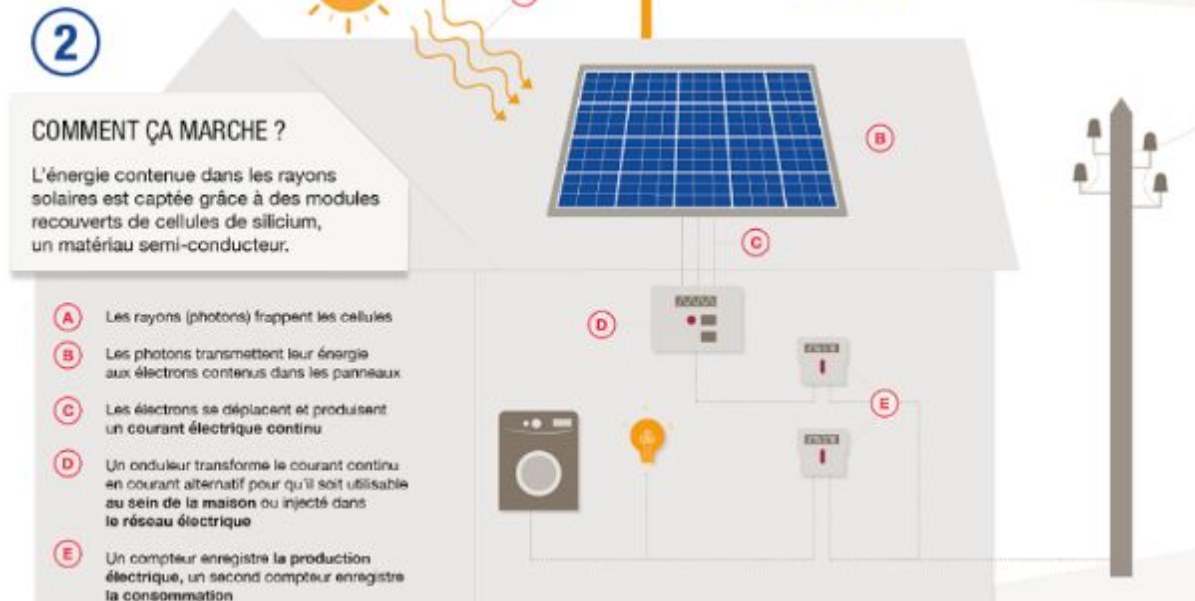 2
COMMENT ÇA MARCHE ?
L'énergie contenue dans les rayons
solaires est captée grâce à des modules
recouverts de cellules de silicium,
un matériau semi-conducteur.
A Les rayons (photons) frappent les cellules
B Les photons transmettent leur énergie
aux électrons contenus dans les panneaux
C Les électrons se déplacent et produisent
un courant électrique continu
D Un onduleur transforme le courant continu
en courant alternatif pour qu'il soit utilisable
au sein de la maison ou injecté dans
le réseau électrique
E Un compteur enregistre la production
électrique, un second compteur enregistre
la consommation
B
C
D
E